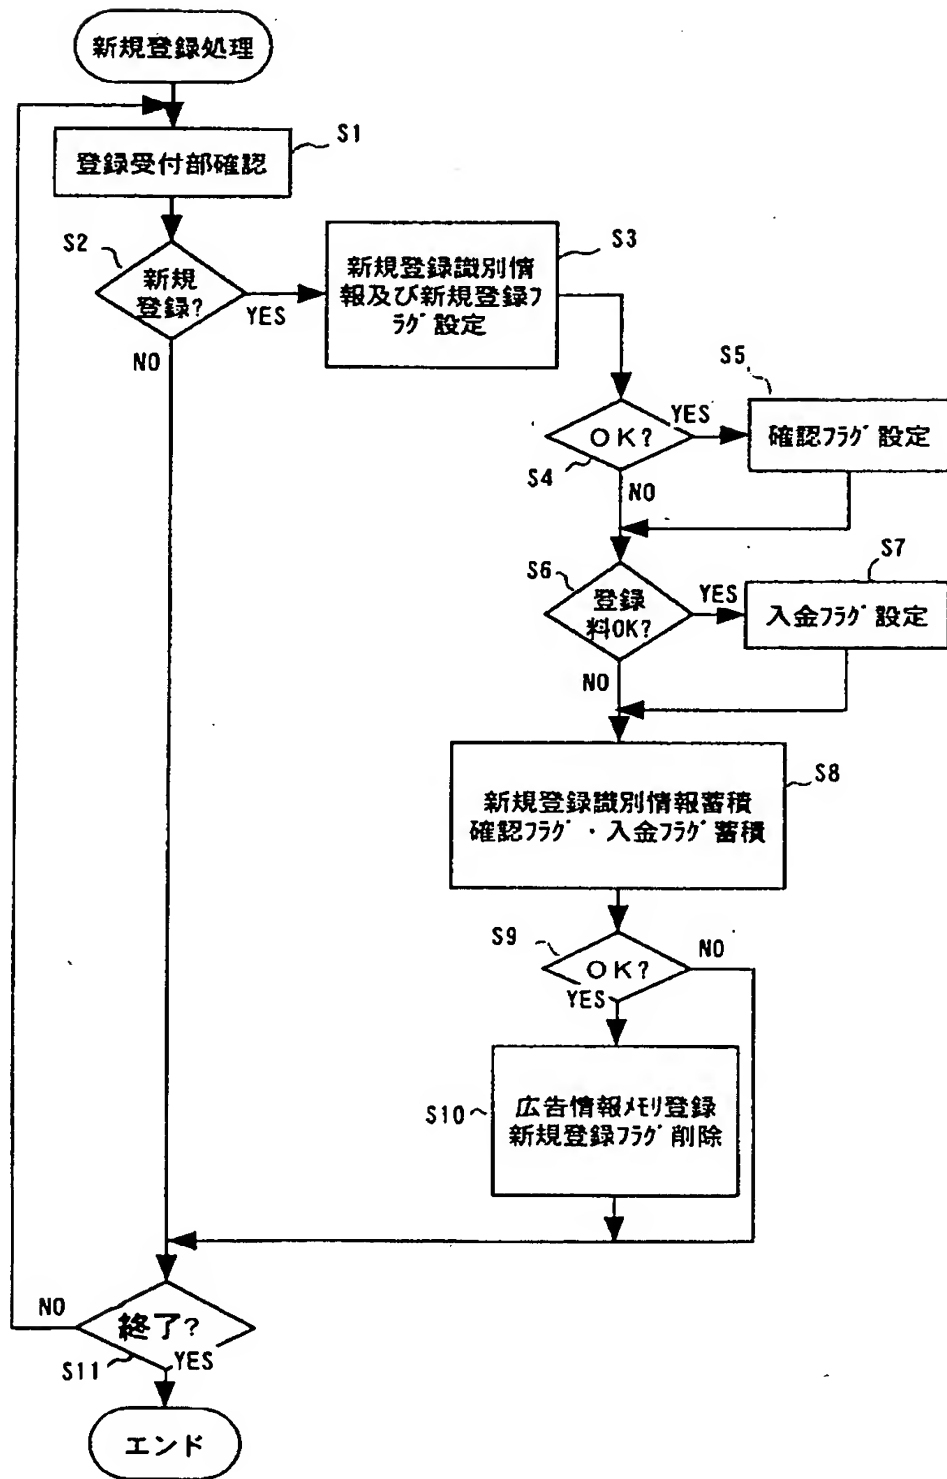 新規登録処理
S1
登録受付部確認
S2
新規
登録?
YES
NO
S3
新規登録識別情
報及び新規登録フ
ラグ設定
S4
OK?
YES
NO
S5
確認フラグ設定
S6
登録
料OK?
YES
NO
S7
入金フラグ設定
S8
新規登録識別情報蓄積
確認フラグ・入金フラグ蓄積
S9
OK?
NO
YES
S10
広告情報メモリ登録
新規登録フラグ削除
NO
終了?
S11
YES
エンド